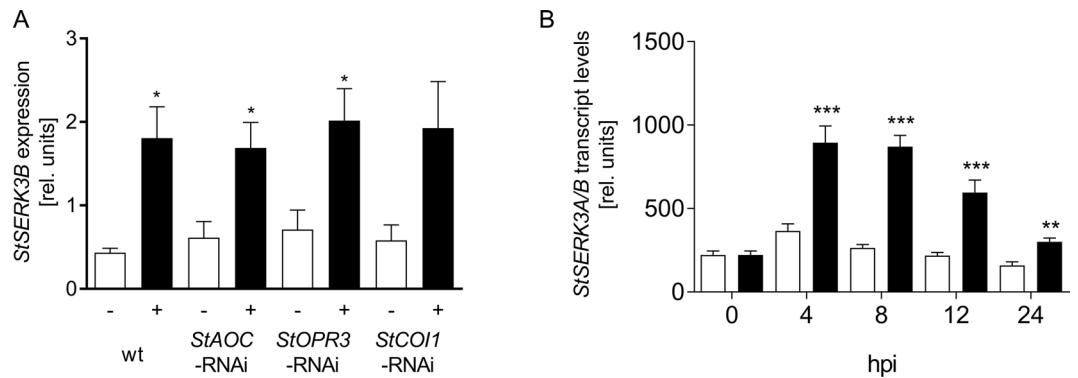 A
StSERK3B expression
[rel. units]
3
2
1
0
*
*
*
- + - + - + - +
wt
StAOC
-RNAi
StOPR3
-RNAi
StCOI1
-RNAi
B
StSERK3A/B transcript levels
[rel. units]
1500
1000
500
0
***
***
***
**
0 4 8 12 24
hpi